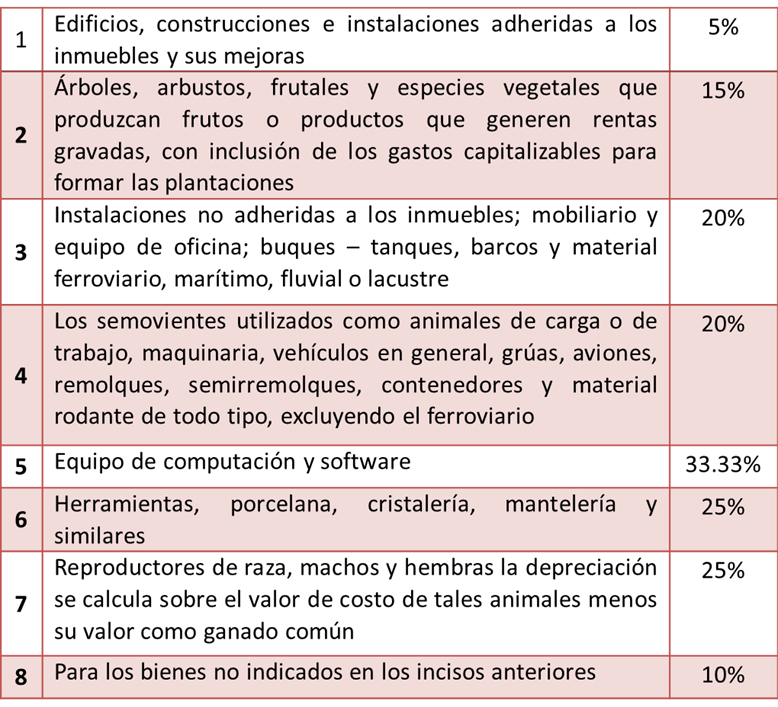 1
Edificios, construcciones e instalaciones adheridas a los
inmuebles y sus mejoras
5%
2
Árboles, arbustos, frutales y especies vegetales que
produzcan frutos o productos que generen rentas
gravadas, con inclusión de los gastos capitalizables para
formar las plantaciones
15%
3
Instalaciones no adheridas a los inmuebles; mobiliario y
equipo de oficina; buques – tanques, barcos y material
ferroviario, marítimo, fluvial o lacustre
20%
4
Los semovientes utilizados como animales de carga o de
trabajo, maquinaria, vehículos en general, grúas, aviones,
remolques, semirremolques, contenedores y material
rodante de todo tipo, excluyendo el ferroviario
20%
5
Equipo de computación y software
33.33%
6
Herramientas, porcelana, cristalería, mantelería y
similares
25%
7
Reproductores de raza, machos y hembras la depreciación
se calcula sobre el valor de costo de tales animales menos
su valor como ganado común
25%
8
Para los bienes no indicados en los incisos anteriores
10%